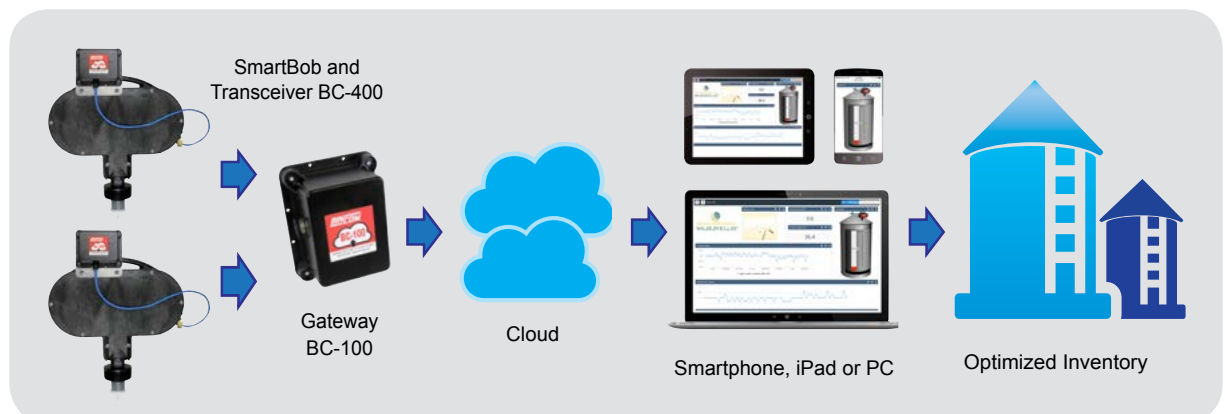 SmartBob and
Transceiver BC-400
BC-100
Gateway
BC-100
Cloud
Smartphone, iPad or PC
Optimized Inventory